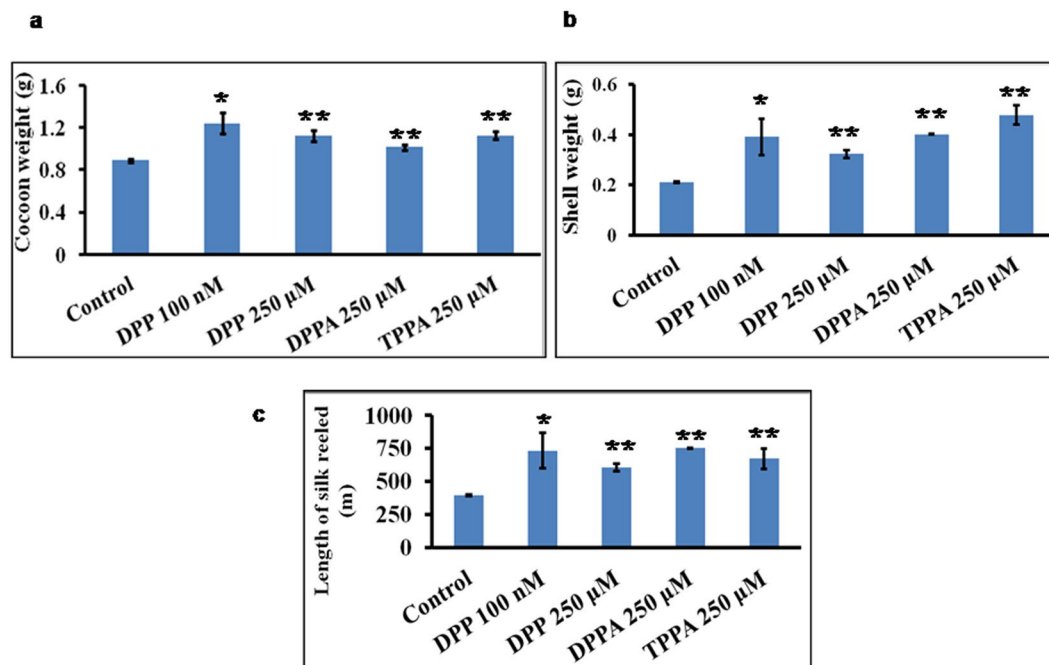 a
Cocoon weight (g)
1.6
1.2
0.8
0.4
0
*
**
**
**
Control
DPP 100 nM
DPP 250 µM
DPPA 250 µM
TPPA 250 µM
b
Shell weight (g)
0.6
0.4
0.2
0
*
**
**
**
Control
DPP 100 nM
DPP 250 µM
DPPA 250 µM
TPPA 250 µM
c
Length of silk reeled
(m)
1000
750
500
250
0
*
**
**
**
Control
DPP 100 nM
DPP 250 µM
DPPA 250 µM
TPPA 250 µM